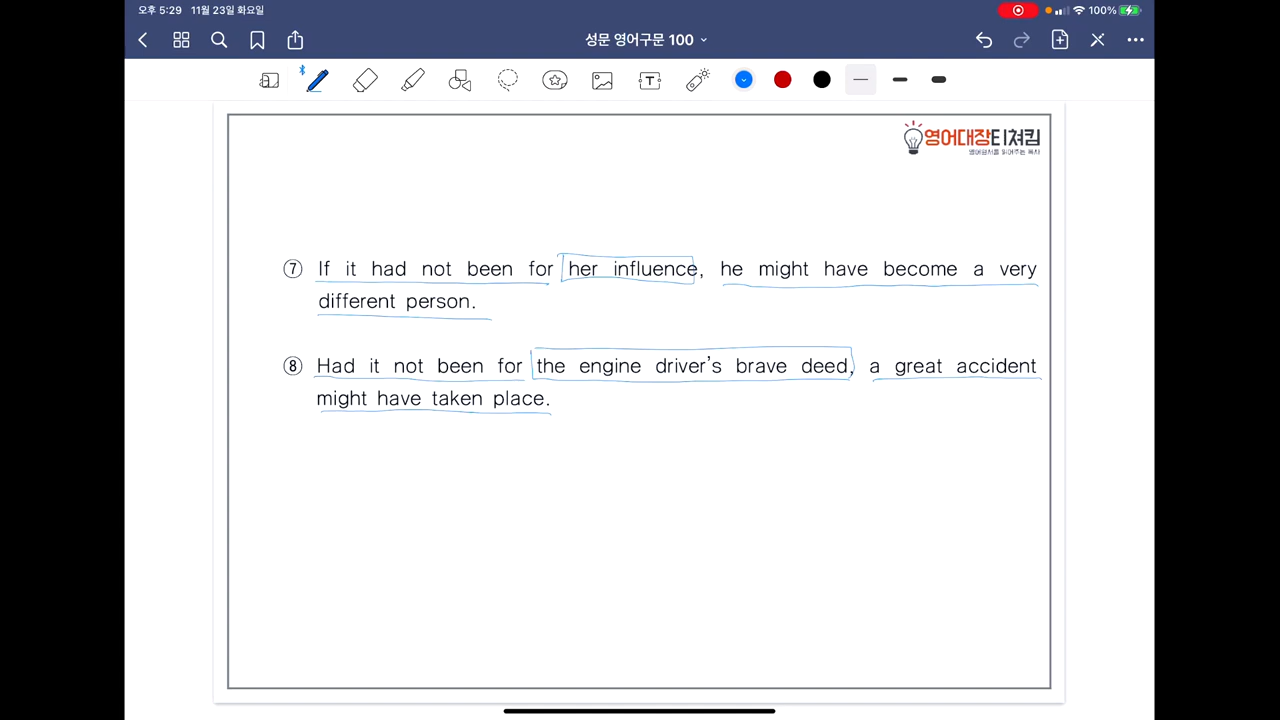 오후 5:29 11월 23일 화요일
100%
성문 영어구문 100
영어대장티쳐킴
⑦ If it had not been for her influence, he might have become a very
different person.
⑧ Had it not been for the engine driver's brave deed, a great accident
might have taken place.